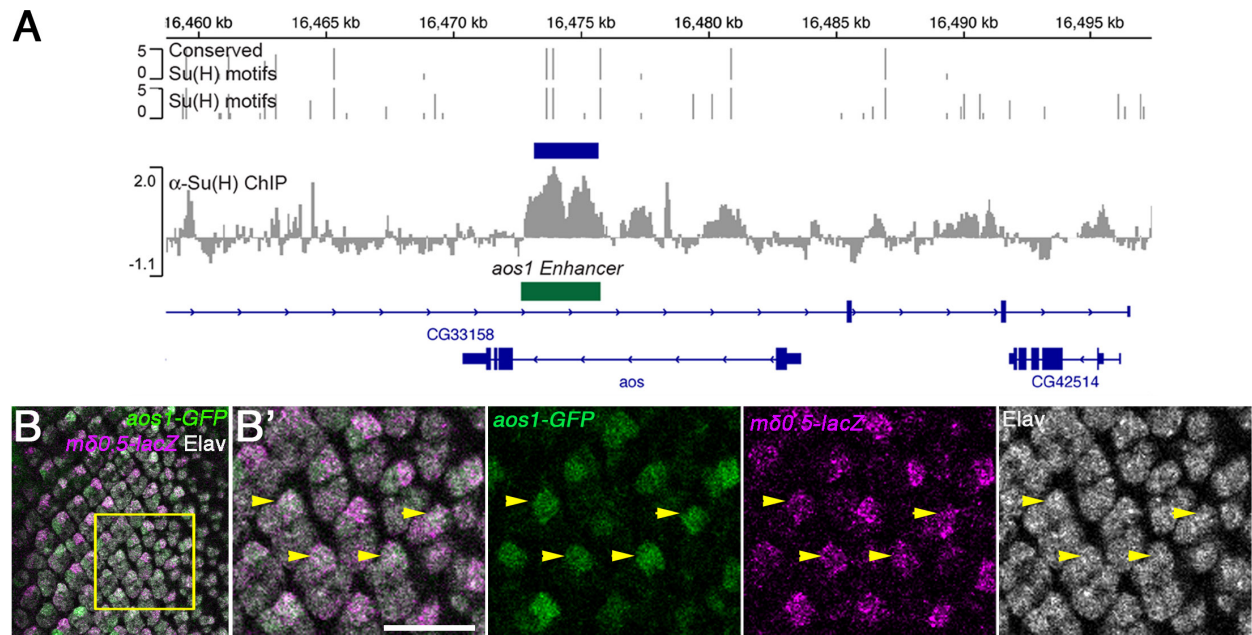 A
16,460 kb 16,465 kb 16,470 kb 16,475 kb 16,480 kb 16,485 kb 16,490 kb 16,495 kb
5 Conserved
0 Su(H) motifs
5 Su(H) motifs
0
2.0 α-Su(H) ChIP
-1.1
aos1 Enhancer
CG33158
aos
CG42514
B aos1-GFP
mδ0.5-lacZ Elav
B’
aos1-GFP
mδ0.5-lacZ
Elav